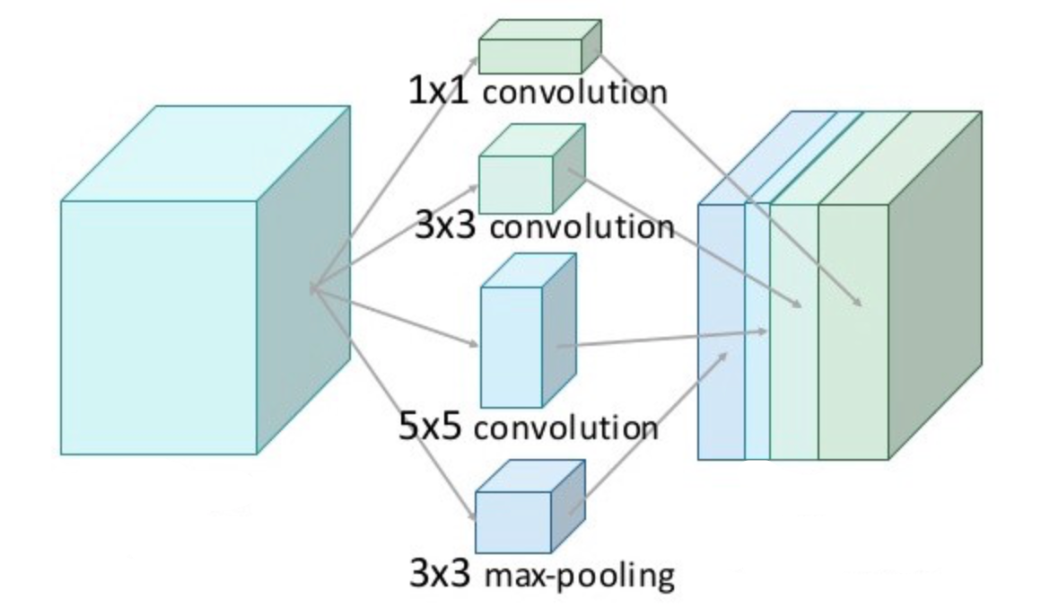 1x1 convolution
3x3 convolution
5x5 convolution
3x3 max-pooling